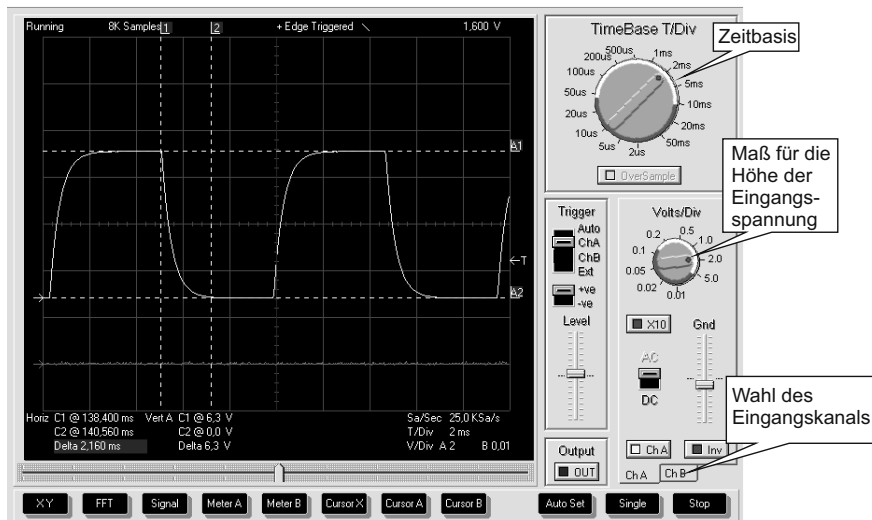 Running 8K Samples 1 2 + Edge Triggered 1,600 V
A1
T
A2
Horiz C1 @ 138,400 ms Vert A C1 @ 6,3 V Sa/Sec 25,0 KSa/s
C2 @ 140,560 ms C2 @ 0,0 V T/Div 2 ms
Delta 2,160 ms Delta 6,3 V V/Div A 2 B 0,01
TimeBase T/Div
Zeitbasis
500us 1ms
200us 2ms
100us 5ms
50us 10ms
20us 20ms
10us 50ms
5us 2us
OverSample
Maß für die
Höhe der
Eingangs-
spannung
Trigger
Auto
ChA
ChB
Ext
+ve
-ve
Level
Volts/Div
0.2 0.5
0.1 1.0
0.05 2.0
0.02 5.0
0.01
X10 Gnd
AC
DC
Wahl des
Eingangskanals
Ch A Inv
Ch A Ch B
Output
OUT
XY FFT Signal Meter A Meter B Cursor X Cursor A Cursor B Auto Set Single Stop